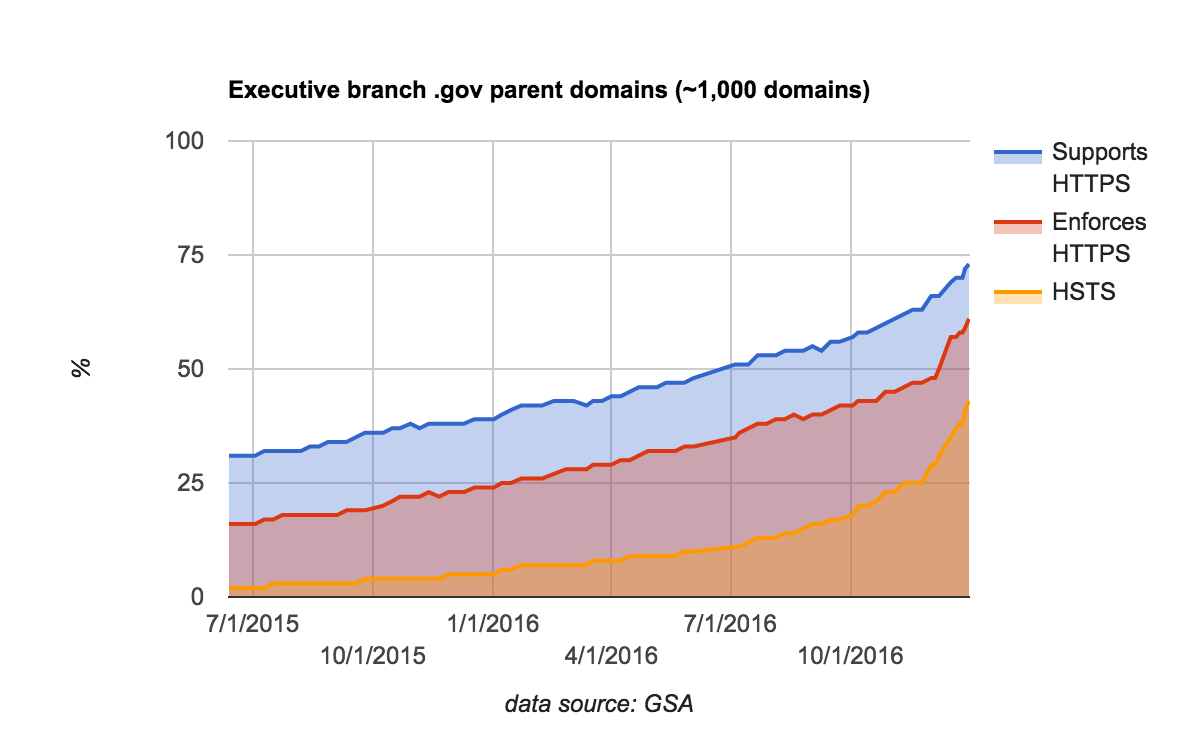 Executive branch .gov parent domains (~1,000 domains)
100
75
50
25
0
%
Supports
HTTPS
Enforces
HTTPS
HSTS
7/1/2015
10/1/2015
1/1/2016
4/1/2016
7/1/2016
10/1/2016
data source: GSA